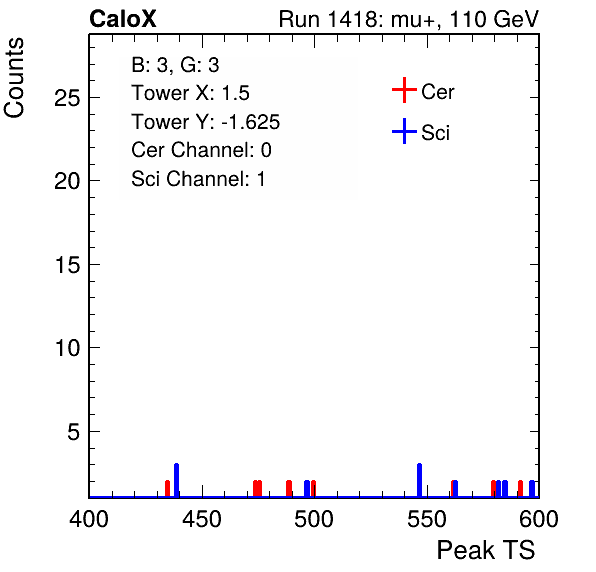 CaloX Run 1418: mu+, 110 GeV
Counts
B: 3, G: 3
Tower X: 1.5
Tower Y: -1.625
Cer Channel: 0
Sci Channel: 1
Cer
Sci
25
20
15
10
5
400 450 500 550 600
Peak TS